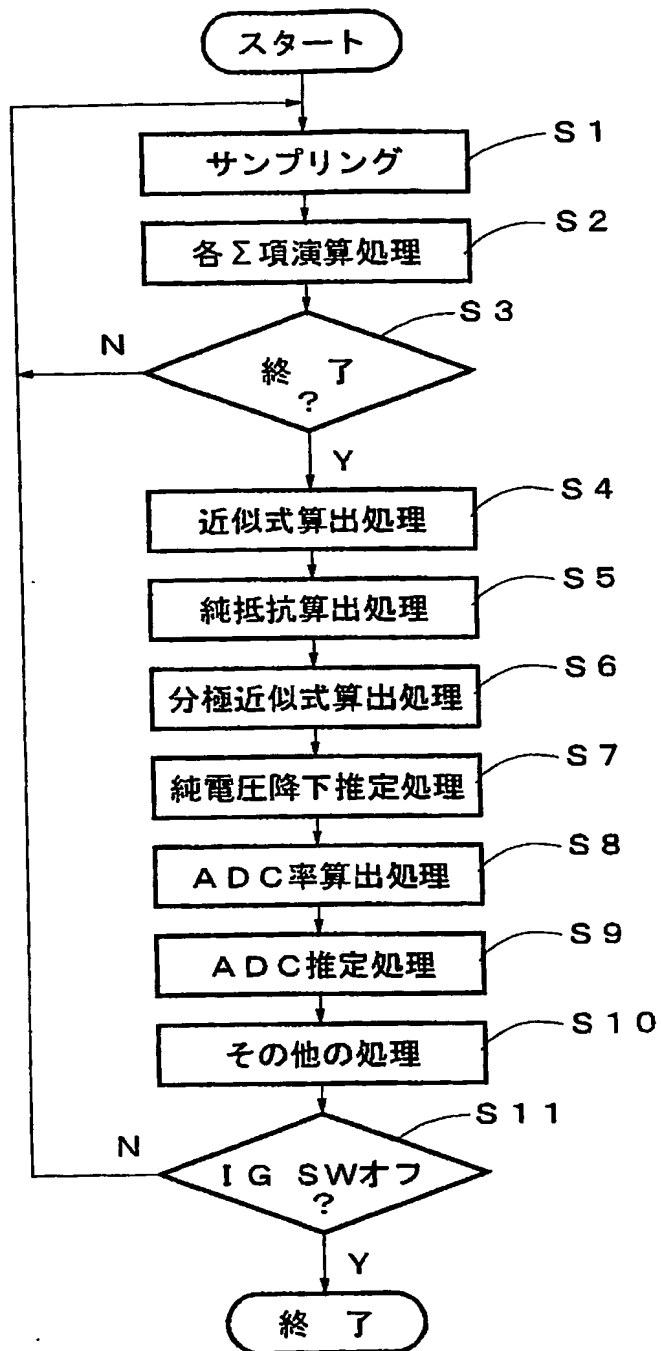 スタート
サンプリング
S1
各Σ項演算処理
S2
終 了
?
S3
N
Y
近似式算出処理
S4
純抵抗算出処理
S5
分極近似式算出処理
S6
純電圧降下推定処理
S7
ADC率算出処理
S8
ADC推定処理
S9
その他の処理
S10
IG SWオフ
?
S11
N
Y
終 了